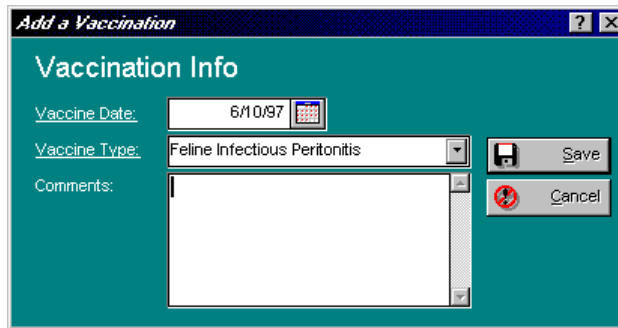 Add a Vaccination
Vaccination Info
Vaccine Date: 6/10/97
Vaccine Type: Feline Infectious Peritonitis
Comments:
Save
Cancel